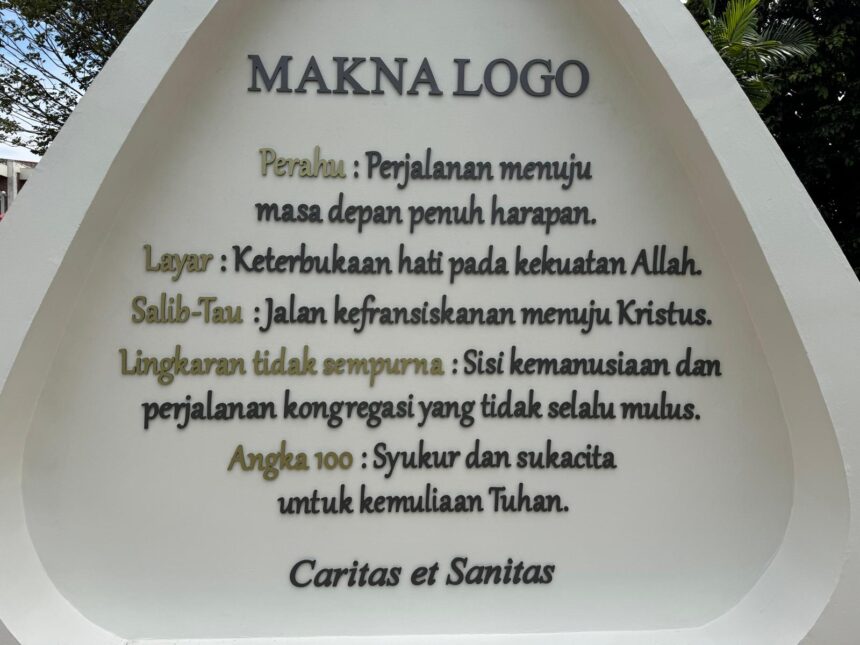 MAKNA LOGO
Perahu : Perjalanan menuju
masa depan penuh harapan.
Layar : Keterbukaan hati pada kekuatan Allah.
Salib-Tau : Jalan kefransiskanan menuju Kristus.
Lingkaran tidak sempurna : Sisi kemanusiaan dan
perjalanan kongregasi yang tidak selalu mulus.
Angka 100 : Syukur dan sukacita
untuk kemuliaan Tuhan.
Caritas et Sanitas